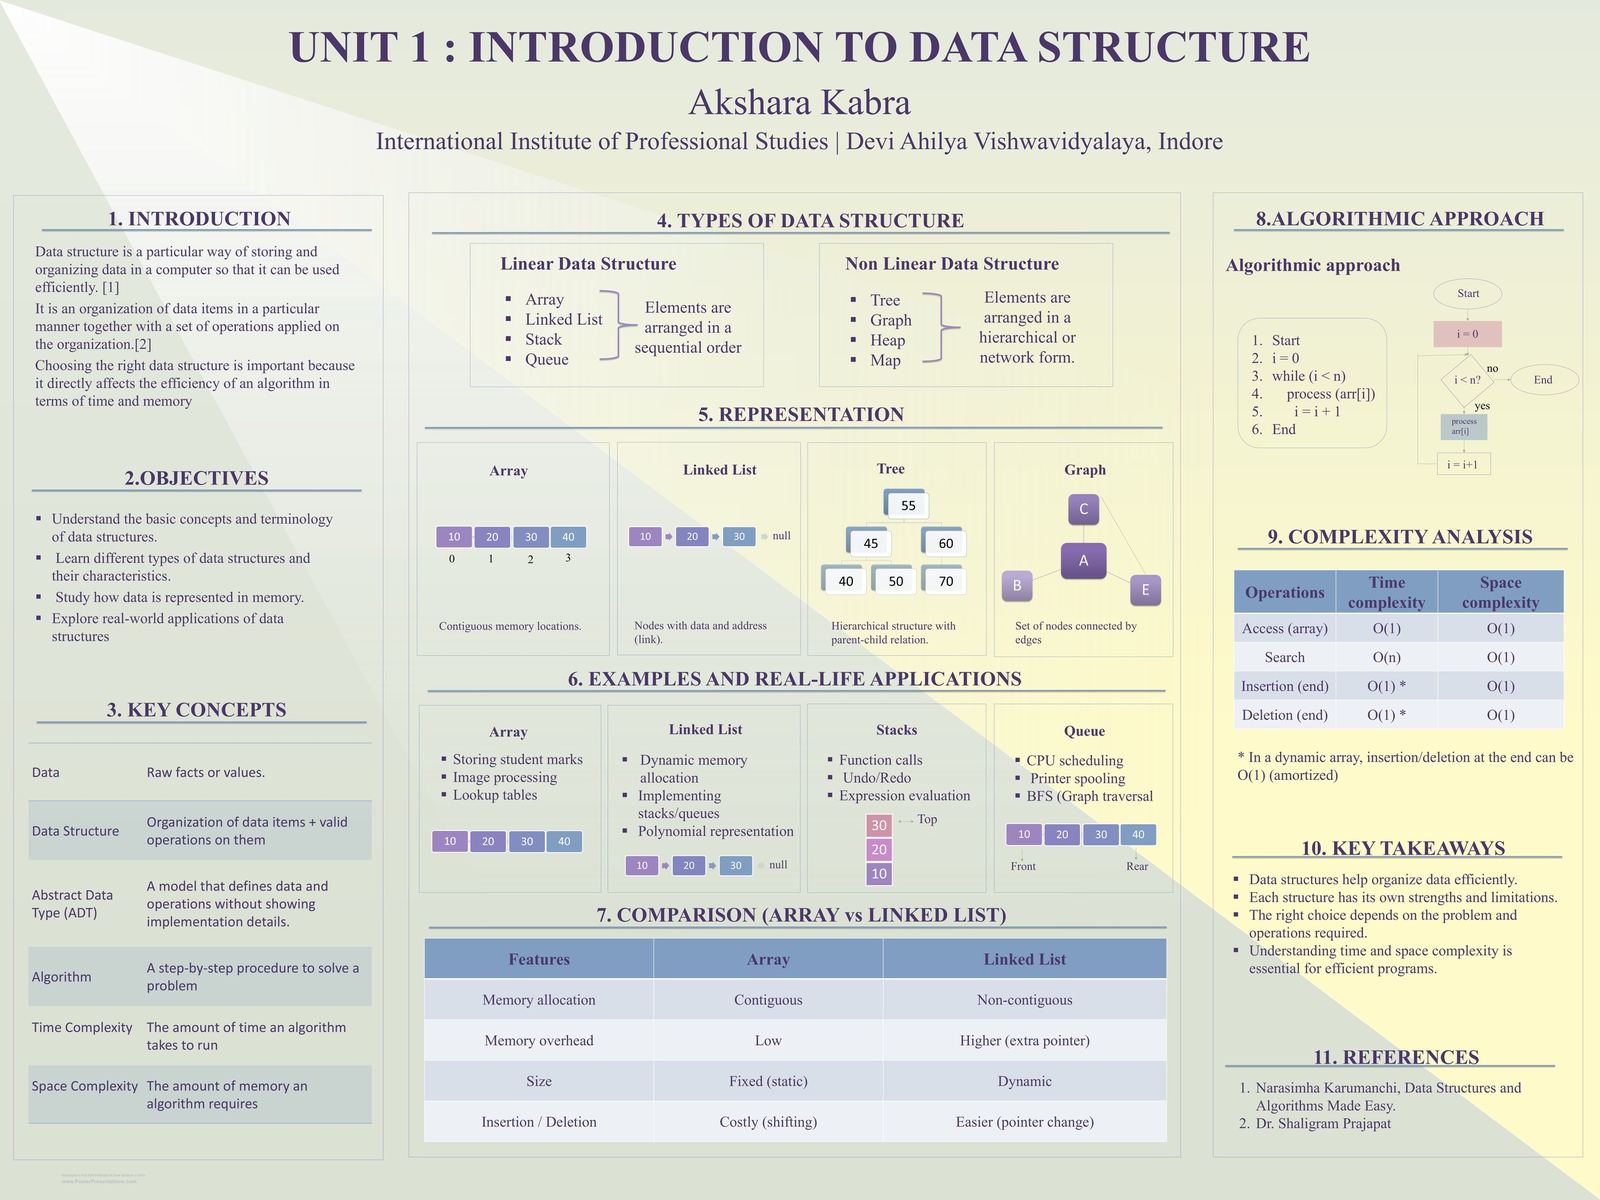 UNIT 1 : INTRODUCTION TO DATA STRUCTURE
Akshara Kabra
International Institute of Professional Studies | Devi Ahilya Vishwavidyalaya, Indore
1. INTRODUCTION
Data structure is a particular way of storing and
organizing data in a computer so that it can be used
efficiently. [1]
It is an organization of data items in a particular
manner together with a set of operations applied on
the organization.[2]
Choosing the right data structure is important because
it directly affects the efficiency of an algorithm in
terms of time and memory
2.OBJECTIVES
▪ Understand the basic concepts and terminology
of data structures.
▪ Learn different types of data structures and
their characteristics.
▪ Study how data is represented in memory.
▪ Explore real-world applications of data
structures
3. KEY CONCEPTS
Data Raw facts or values.
Data Structure Organization of data items + valid
operations on them
Abstract Data
Type (ADT)
A model that defines data and
operations without showing
implementation details.
Algorithm A step-by-step procedure to solve a
problem
Time Complexity The amount of time an algorithm
takes to run
Space Complexity The amount of memory an
algorithm requires
www.PosterPresentations.com
4. TYPES OF DATA STRUCTURE
Linear Data Structure
▪ Array
▪ Linked List
▪ Stack
▪ Queue
Elements are
arranged in a
sequential order
Non Linear Data Structure
▪ Tree
▪ Graph
▪ Heap
▪ Map
Elements are
arranged in a
hierarchical or
network form.
5. REPRESENTATION
Array
10 20 30 40
0 1 2 3
Contiguous memory locations.
Linked List
10 20 30 null
Nodes with data and address
(link).
Tree
55
45 60
40 50 70
Hierarchical structure with
parent-child relation.
Graph
C
A
B
E
Set of nodes connected by
edges
6. EXAMPLES AND REAL-LIFE APPLICATIONS
Array
▪ Storing student marks
▪ Image processing
▪ Lookup tables
10 20 30 40
Linked List
▪ Dynamic memory
allocation
▪ Implementing
stacks/queues
▪ Polynomial representation
10 20 30 null
Stacks
▪ Function calls
▪ Undo/Redo
▪ Expression evaluation
30 Top
20
10
Queue
▪ CPU scheduling
▪ Printer spooling
▪ BFS (Graph traversal
10 20 30 40
Front Rear
7. COMPARISON (ARRAY vs LINKED LIST)
Features Array Linked List
Memory allocation Contiguous Non-contiguous
Memory overhead Low Higher (extra pointer)
Size Fixed (static) Dynamic
Insertion / Deletion Costly (shifting) Easier (pointer change)
8.ALGORITHMIC APPROACH
Algorithmic approach
1. Start
2. i = 0
3. while (i < n)
4. process (arr[i])
5. i = i + 1
6. End
Start
i = 0
i < n?
no
End
yes
process
arr[i]
i = i+1
9. COMPLEXITY ANALYSIS
Operations Time
complexity
Space
complexity
Access (array) O(1) O(1)
Search O(n) O(1)
Insertion (end) O(1) * O(1)
Deletion (end) O(1) * O(1)
* In a dynamic array, insertion/deletion at the end can be
O(1) (amortized)
10. KEY TAKEAWAYS
▪ Data structures help organize data efficiently.
▪ Each structure has its own strengths and limitations.
▪ The right choice depends on the problem and
operations required.
▪ Understanding time and space complexity is
essential for efficient programs.
11. REFERENCES
1. Narasimha Karumanchi, Data Structures and
Algorithms Made Easy.
2. Dr. Shaligram Prajapat